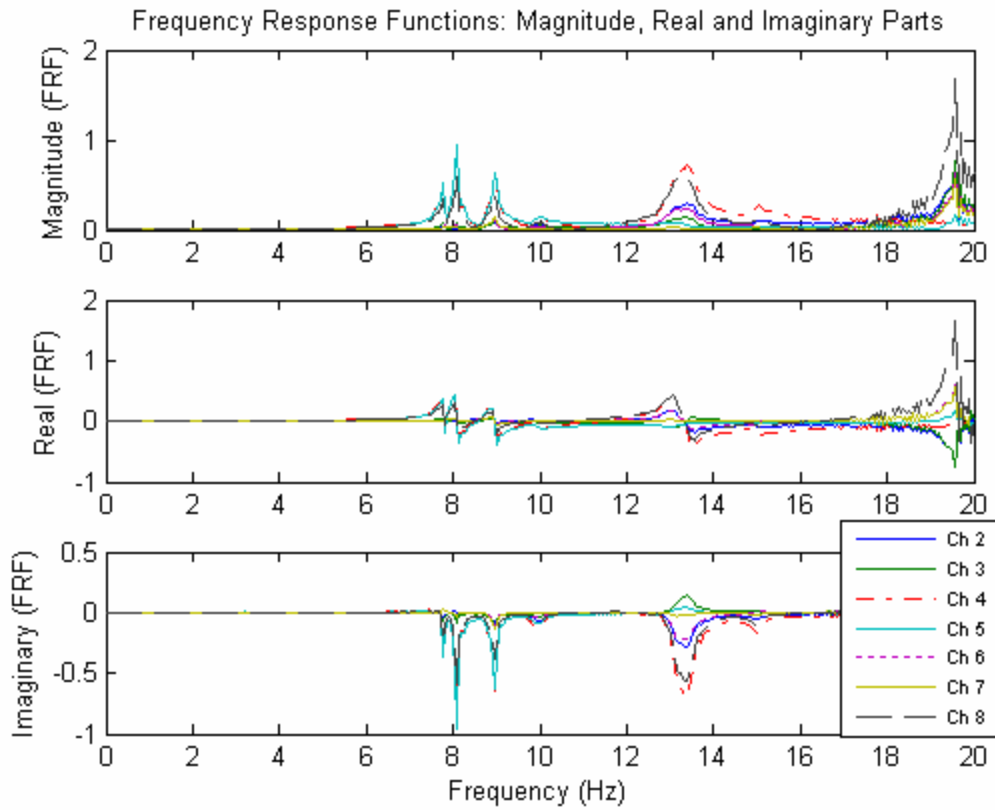 Frequency Response Functions: Magnitude, Real and Imaginary Parts
Magnitude (FRF)
2
1
0
0 2 4 6 8 10 12 14 16 18 20
Real (FRF)
2
1
0
-1
0 2 4 6 8 10 12 14 16 18 20
Imaginary (FRF)
0.5
0
-0.5
-1
0 2 4 6 8 10 12 14 16 18 20
Frequency (Hz)
Ch 2
Ch 3
Ch 4
Ch 5
Ch 6
Ch 7
Ch 8